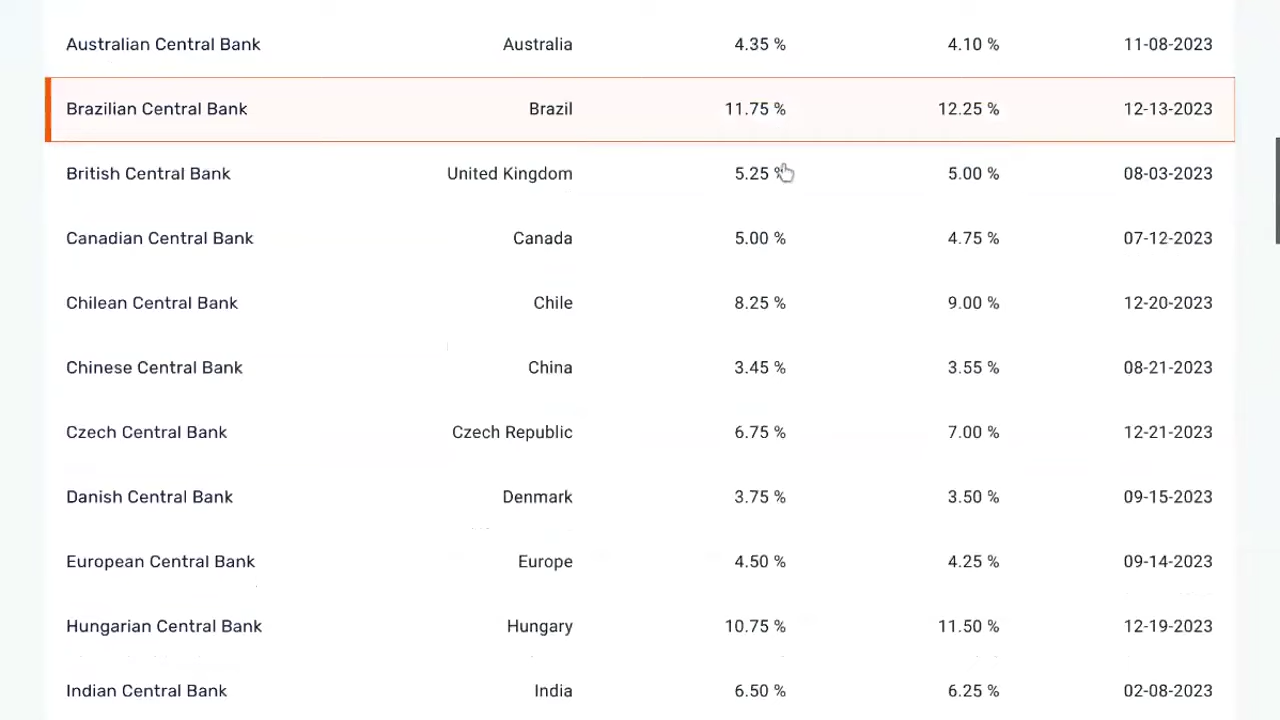 Australian Central Bank Australia 4.35 % 4.10 % 11-08-2023
Brazilian Central Bank Brazil 11.75 % 12.25 % 12-13-2023
British Central Bank United Kingdom 5.25 % 5.00 % 08-03-2023
Canadian Central Bank Canada 5.00 % 4.75 % 07-12-2023
Chilean Central Bank Chile 8.25 % 9.00 % 12-20-2023
Chinese Central Bank China 3.45 % 3.55 % 08-21-2023
Czech Central Bank Czech Republic 6.75 % 7.00 % 12-21-2023
Danish Central Bank Denmark 3.75 % 3.50 % 09-15-2023
European Central Bank Europe 4.50 % 4.25 % 09-14-2023
Hungarian Central Bank Hungary 10.75 % 11.50 % 12-19-2023
Indian Central Bank India 6.50 % 6.25 % 02-08-2023